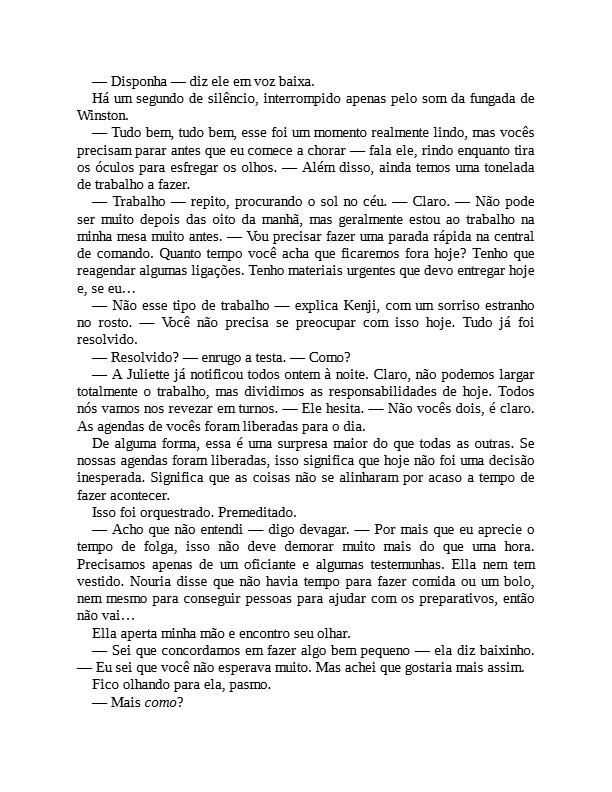 — Disponha — diz ele em voz baixa.
Há um segundo de silêncio, interrompido apenas pelo som da fungada de
Winston.
— Tudo bem, tudo bem, esse foi um momento realmente lindo, mas vocês
precisam parar antes que eu comece a chorar — fala ele, rindo enquanto tira
os óculos para esfregar os olhos. — Além disso, ainda temos uma tonelada
de trabalho a fazer.
— Trabalho — repito, procurando o sol no céu. — Claro. — Não pode
ser muito depois das oito da manhã, mas geralmente estou ao trabalho na
minha mesa muito antes. — Vou precisar fazer uma parada rápida na central
de comando. Quanto tempo você acha que ficaremos fora hoje? Tenho que
reagendar algumas ligações. Tenho materiais urgentes que devo entregar hoje
e, se eu…
— Não esse tipo de trabalho — explica Kenji, com um sorriso estranho
no rosto. — Você não precisa se preocupar com isso hoje. Tudo já foi
resolvido.
— Resolvido? — enrugo a testa. — Como?
— A Juliette já notificou todos ontem à noite. Claro, não podemos largar
totalmente o trabalho, mas dividimos as responsabilidades de hoje. Todos
nós vamos nos revezar em turnos. — Ele hesita. — Não vocês dois, é claro.
As agendas de vocês foram liberadas para o dia.
De alguma forma, essa é uma surpresa maior do que todas as outras. Se
nossas agendas foram liberadas, isso significa que hoje não foi uma decisão
inesperada. Significa que as coisas não se alinharam por acaso a tempo de
fazer acontecer.
Isso foi orquestrado. Premeditado.
— Acho que não entendi — digo devagar. — Por mais que eu aprecie o
tempo de folga, isso não deve demorar muito mais do que uma hora.
Precisamos apenas de um oficiante e algumas testemunhas. Ella nem tem
vestido. Nouria disse que não havia tempo para fazer comida ou um bolo,
nem mesmo para conseguir pessoas para ajudar com os preparativos, então
não vai…
Ella aperta minha mão e encontro seu olhar.
— Sei que concordamos em fazer algo bem pequeno — ela diz baixinho.
— Eu sei que você não esperava muito. Mas achei que gostaria mais assim.
Fico olhando para ela, pasmo.
— Mais como?